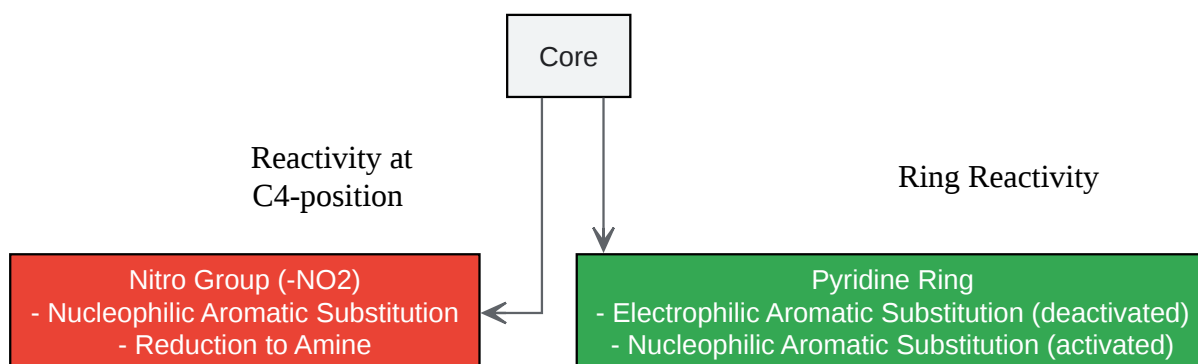 Core
Reactivity at
C4-position
Ring Reactivity
Nitro Group (-NO2)
- Nucleophilic Aromatic Substitution
- Reduction to Amine
Pyridine Ring
- Electrophilic Aromatic Substitution (deactivated)
- Nucleophilic Aromatic Substitution (activated)